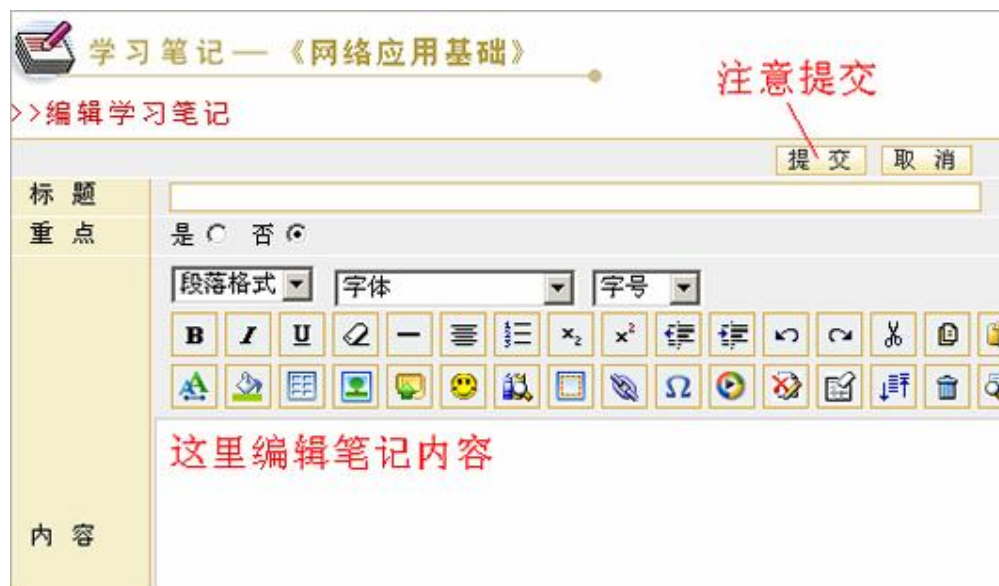 学习笔记—《网络应用基础》
注意提交
>>编辑学习笔记
提 交 取 消
标 题
重 点 是 否
段落格式 字体 字号
B I U x₂ x²
Ω
这里编辑笔记内容
内 容